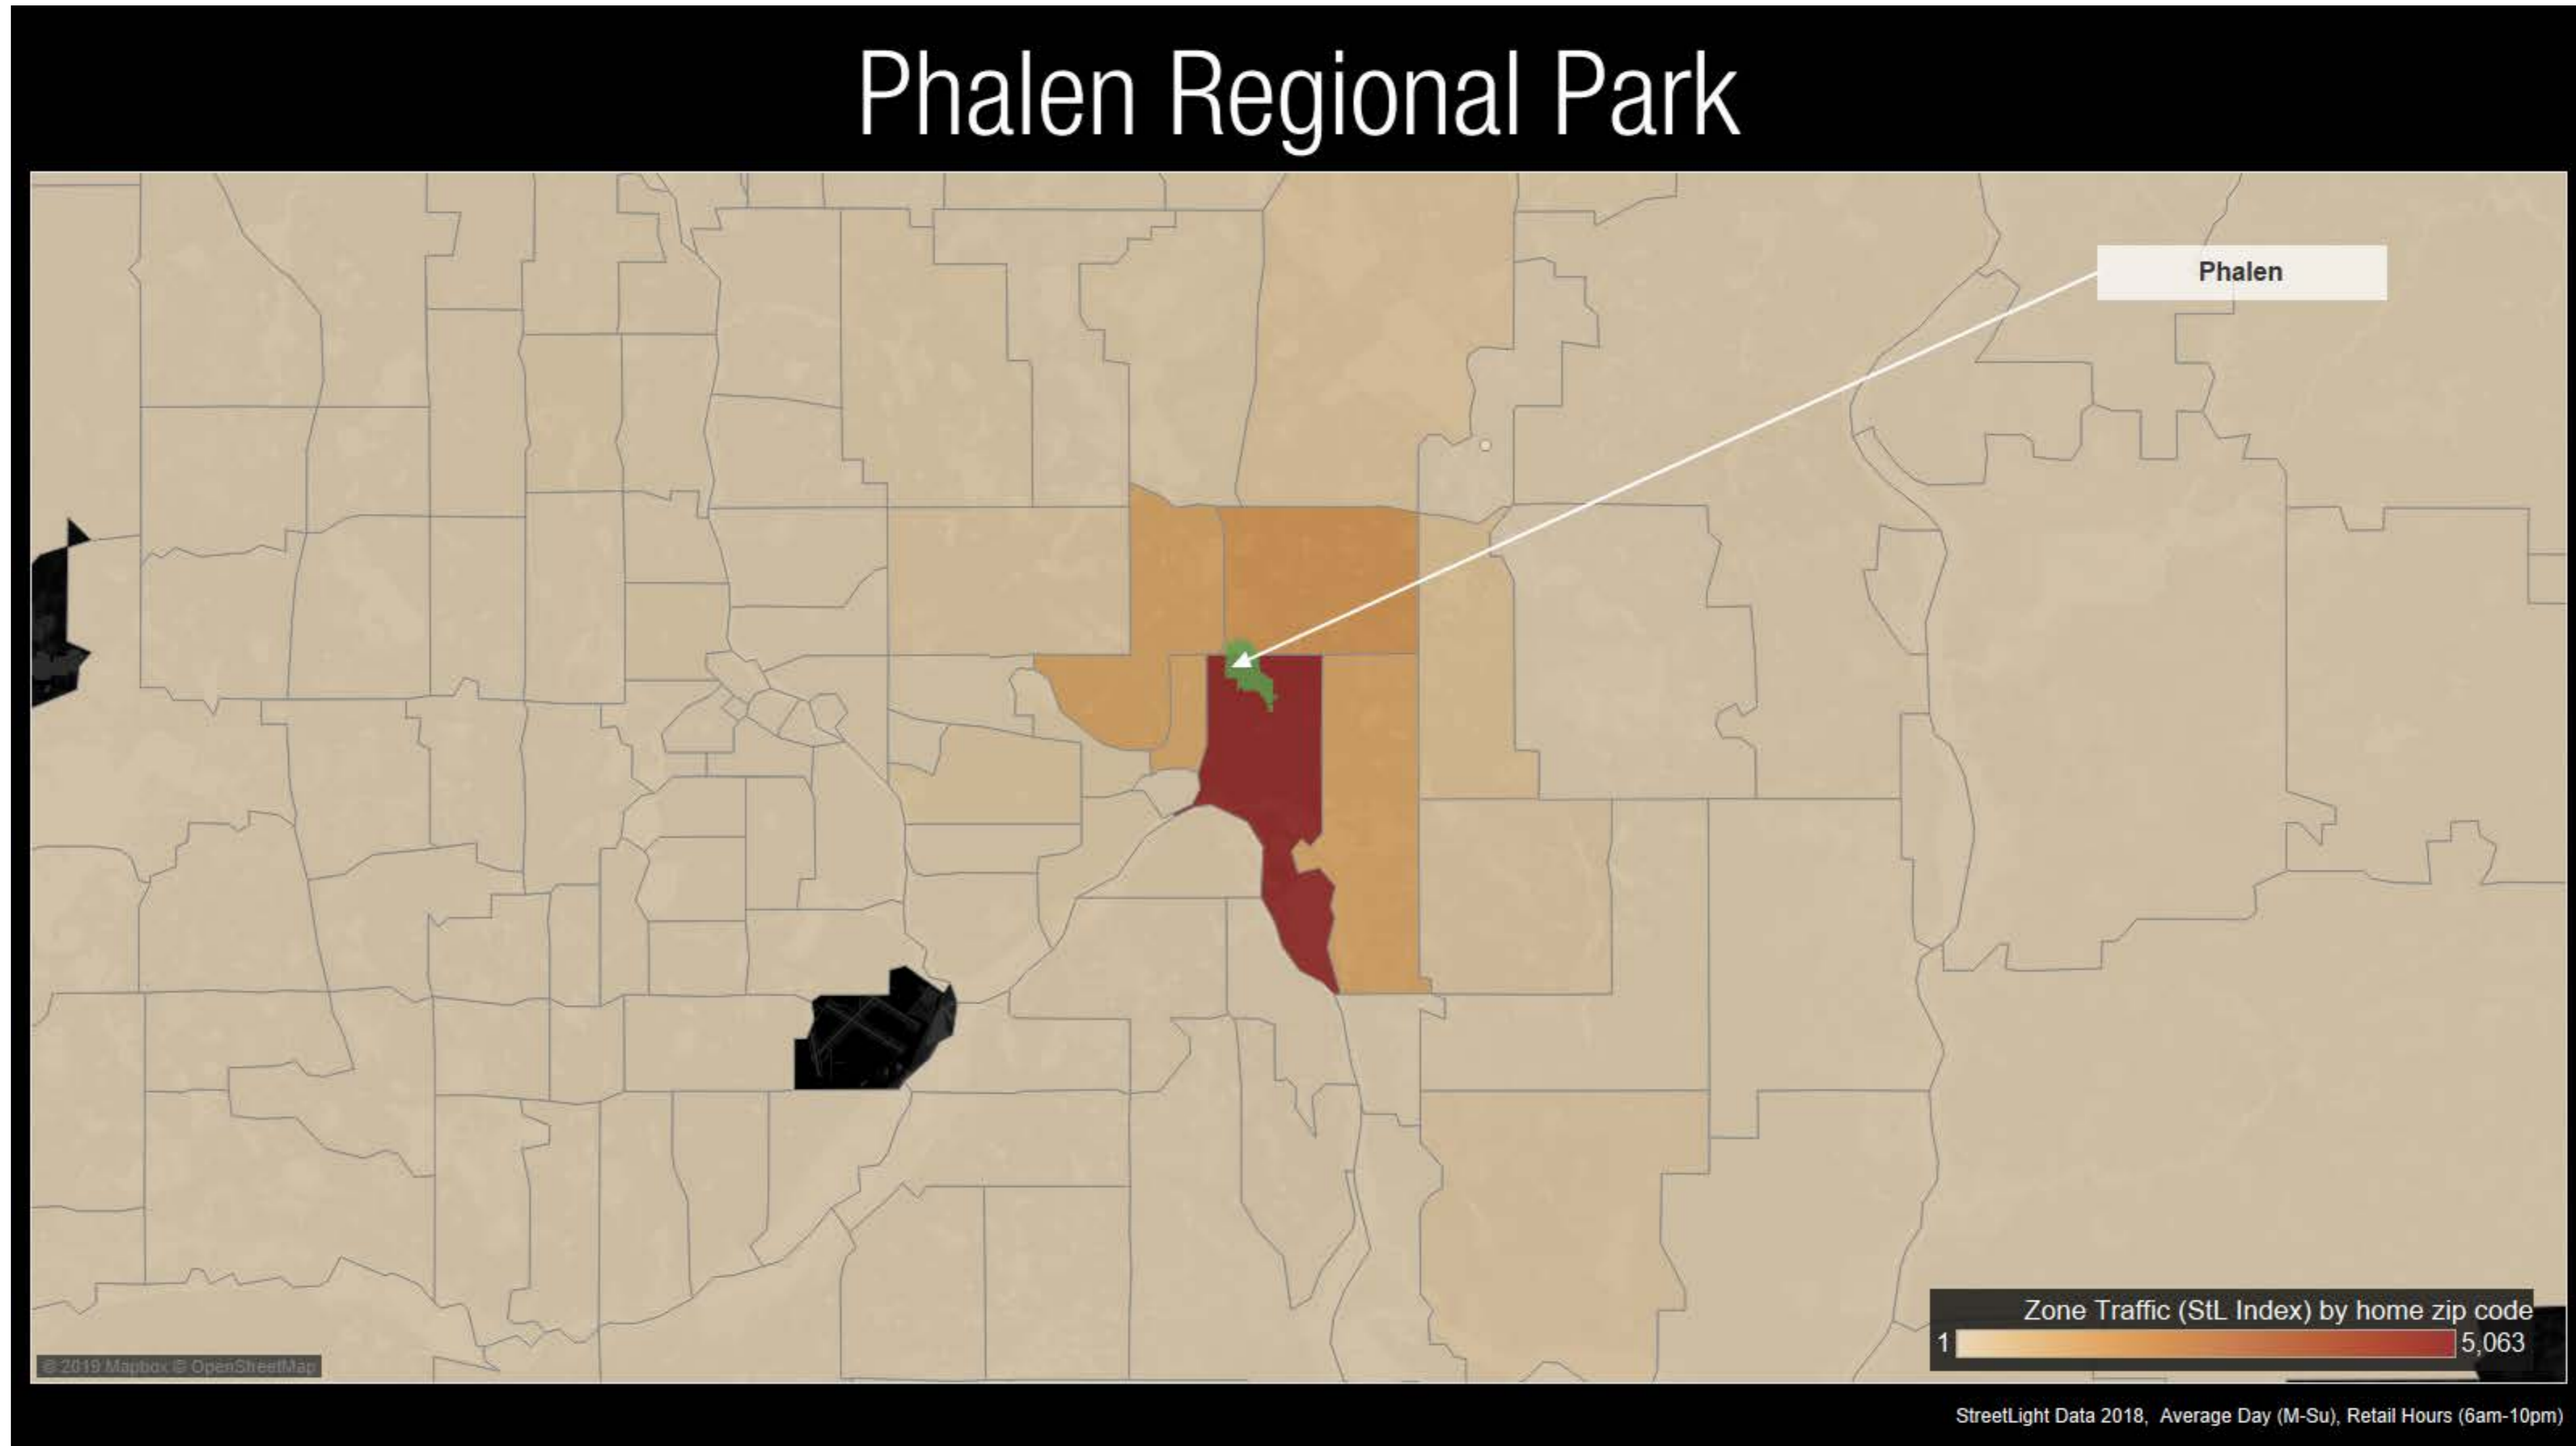 Phalen Regional Park
Phalen
Zone Traffic (StL Index) by home zip code
1 5,063
© 2019 Mapbox © OpenStreetMap
StreetLight Data 2018, Average Day (M-Su), Retail Hours (6am-10pm)